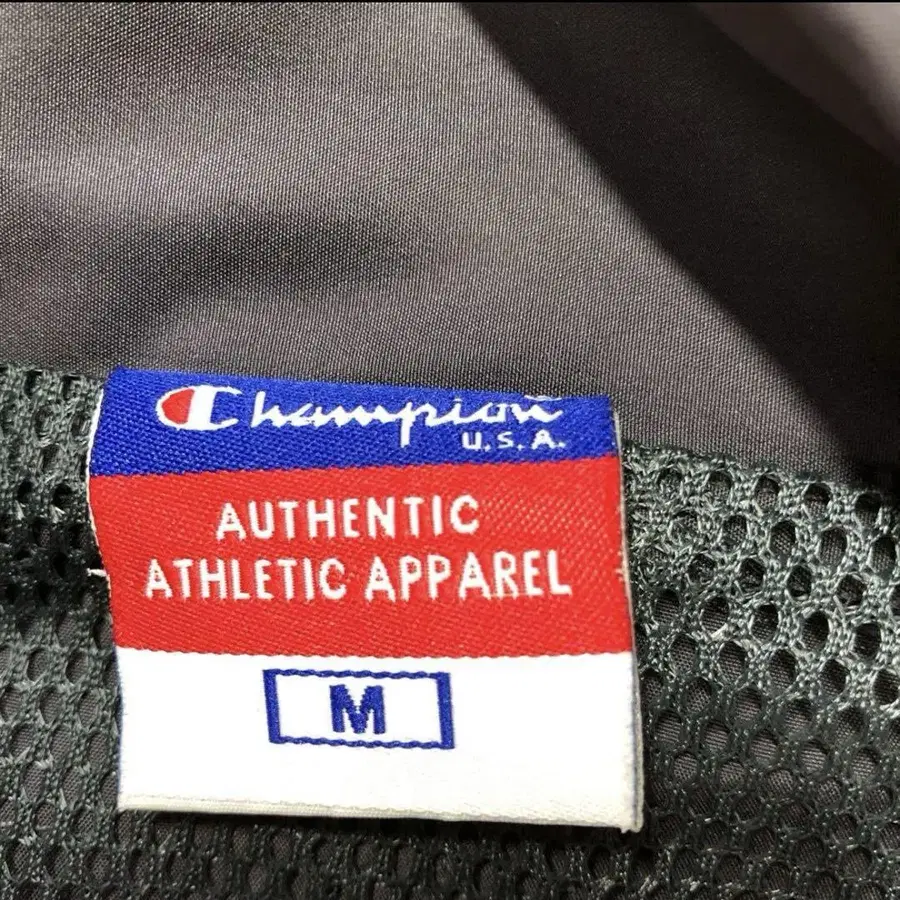 Champion
U.S.A.
AUTHENTIC
ATHLETIC APPAREL
M